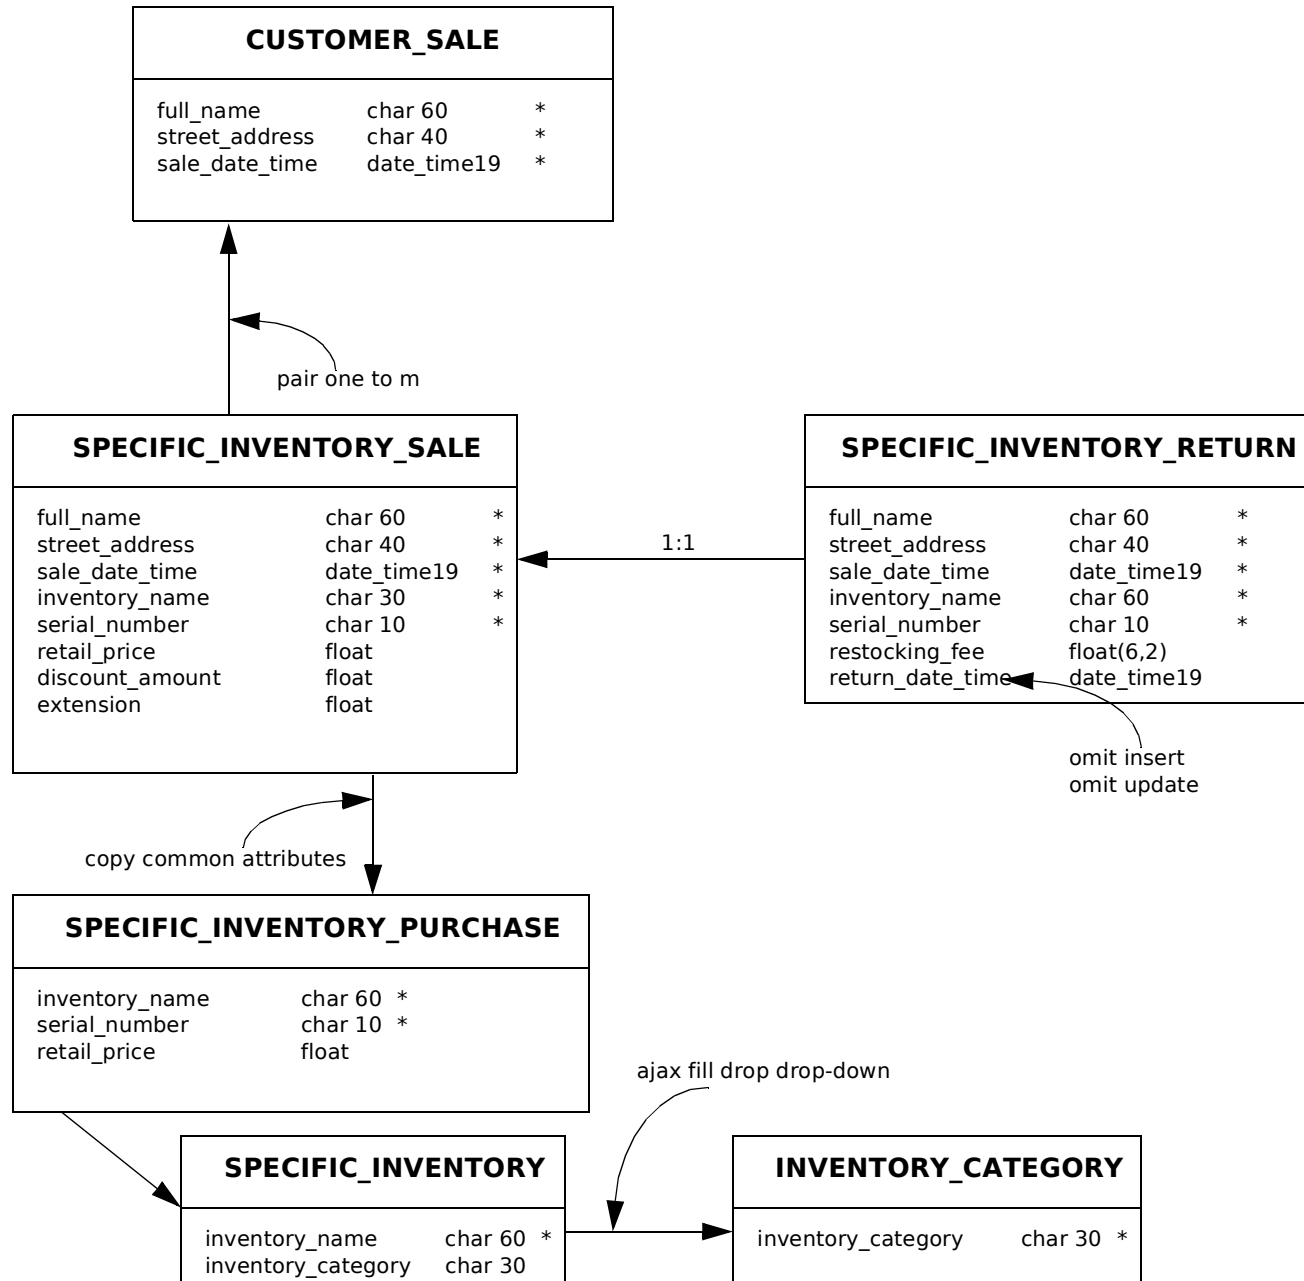 CUSTOMER_SALE
full_name char 60 *
street_address char 40 *
sale_date_time date_time19 *
pair one to m
SPECIFIC_INVENTORY_SALE
full_name char 60 *
street_address char 40 *
sale_date_time date_time19 *
inventory_name char 30 *
serial_number char 10 *
retail_price float
discount_amount float
extension float
1:1
SPECIFIC_INVENTORY_RETURN
full_name char 60 *
street_address char 40 *
sale_date_time date_time19 *
inventory_name char 60 *
serial_number char 10 *
restocking_fee float(6,2)
return_date_time date_time19
omit insert
omit update
copy common attributes
SPECIFIC_INVENTORY_PURCHASE
inventory_name char 60 *
serial_number char 10 *
retail_price float
ajax fill drop drop-down
SPECIFIC_INVENTORY
inventory_name char 60 *
inventory_category char 30
INVENTORY_CATEGORY
inventory_category char 30 *